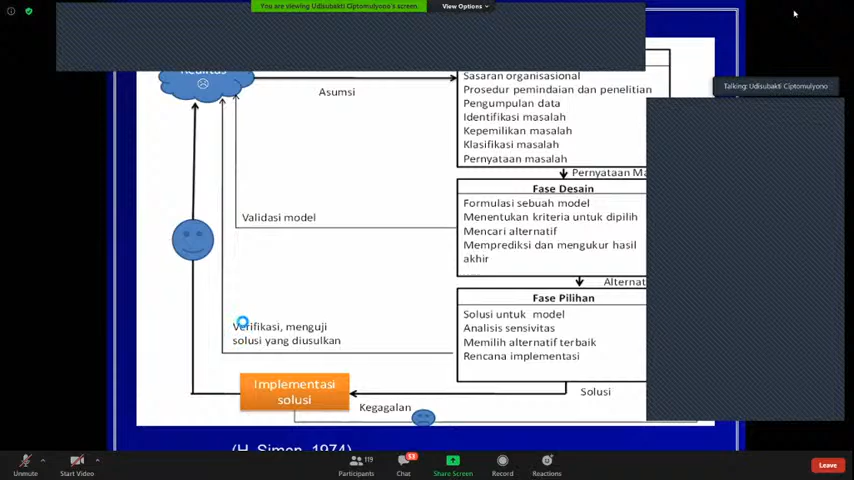 You are viewing Udisubakti Ciptomulyono's screen.
View Options
Talking: Udisubakti Ciptomulyono
Realitas
Asumsi
Sasaran organisasional
Prosedur pemindaian dan penelitian
Pengumpulan data
Identifikasi masalah
Kepemilikan masalah
Klasifikasi masalah
Pernyataan masalah
Pernyataan
Fase Desain
Formulasi sebuah model
Menentukan kriteria untuk dipilih
Mencari alternatif
Memprediksi dan mengukur hasil
akhir
Validasi model
Fase Pilihan
Solusi untuk model
Analisis sensivitas
Memilih alternatif terbaik
Rencana implementasi
Verifikasi, menguji
solusi yang diusulkan
Implementasi
solusi
Solusi
Kegagalan
(H. Simon, 1974)
Unmute
Start Video
Participants
119
Chat
53
Share Screen
Record
Reactions
Leave